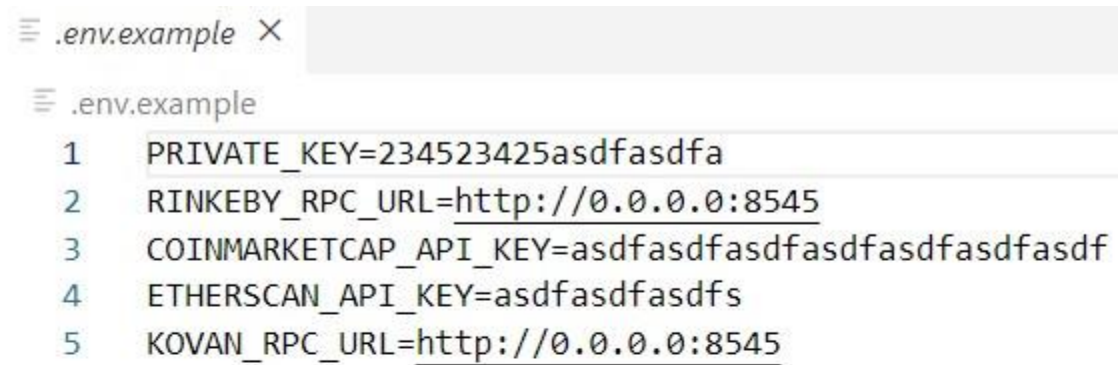 .env.example
.env.example
1 PRIVATE_KEY=234523425asdfasdfa
2 RINKEBY_RPC_URL=http://0.0.0.0:8545
3 COINMARKETCAP_API_KEY=asdfasdfasdfasdfasdfasdfasdf
4 ETHERSCAN_API_KEY=asdfasdfasdfs
5 KOVAN_RPC_URL=http://0.0.0.0:8545